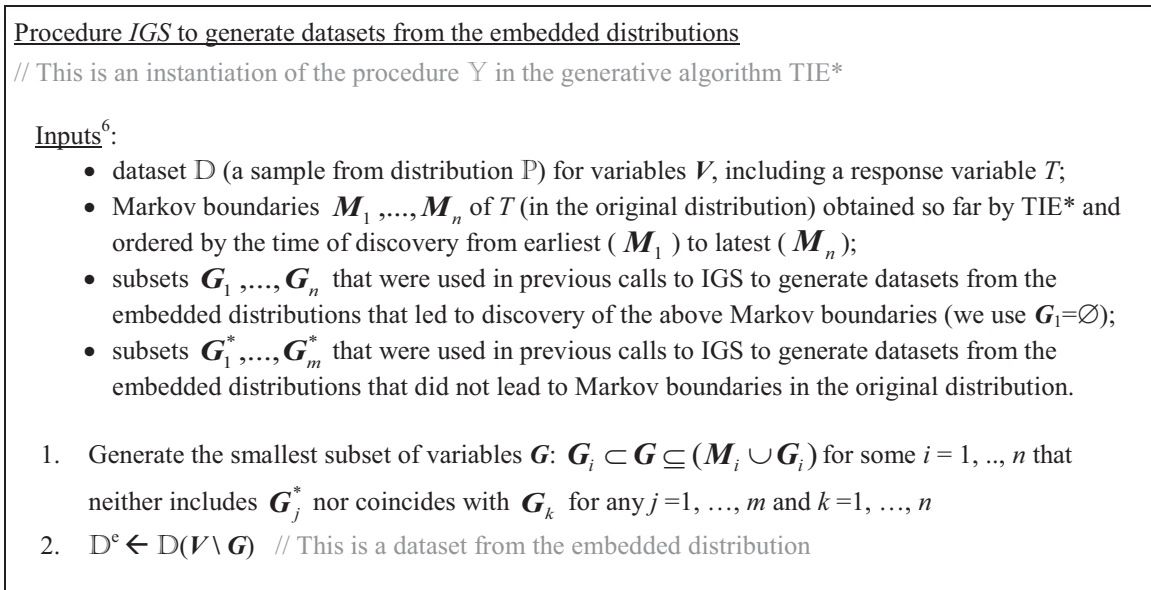 Procedure IGS to generate datasets from the embedded distributions
// This is an instantiation of the procedure 𝕐 in the generative algorithm TIE*
Inputs⁶:
• dataset 𝔻 (a sample from distribution ℙ) for variables V, including a response variable T;
• Markov boundaries M₁ ,..., Mₙ of T (in the original distribution) obtained so far by TIE* and
ordered by the time of discovery from earliest ( M₁ ) to latest ( Mₙ );
• subsets G₁ ,..., Gₙ that were used in previous calls to IGS to generate datasets from the
embedded distributions that led to discovery of the above Markov boundaries (we use G₁=∅);
• subsets G₁*,..., Gₘ* that were used in previous calls to IGS to generate datasets from the
embedded distributions that did not lead to Markov boundaries in the original distribution.
1. Generate the smallest subset of variables G: Gᵢ ⊂ G ⊆ (Mᵢ ∪ Gᵢ) for some i = 1, .., n that
neither includes Gⱼ* nor coincides with Gₖ for any j =1, …, m and k =1, …, n
2. 𝔻ᵉ ← 𝔻(V \ G) // This is a dataset from the embedded distribution